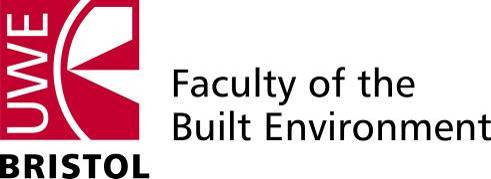 UWE
BRISTOL
Faculty of the
Built Environment